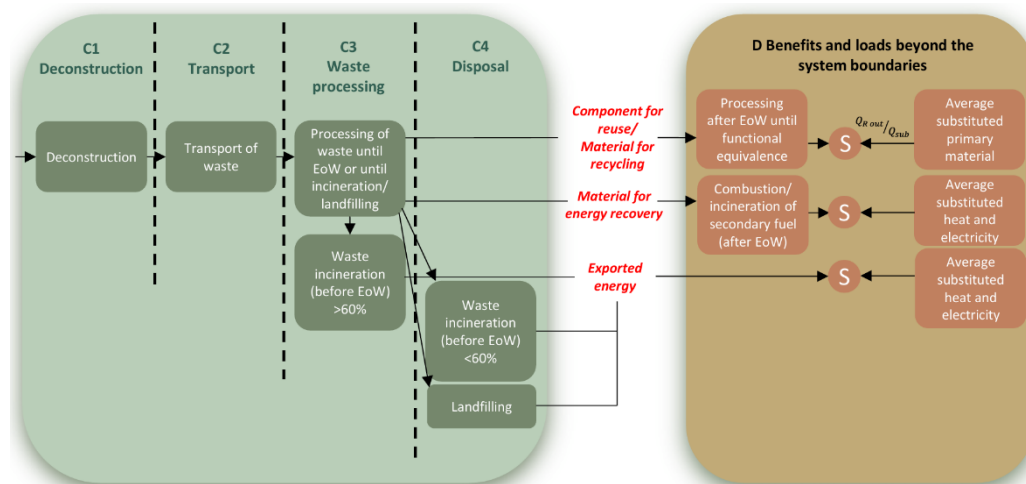 C1
Deconstruction
C2
Transport
C3
Waste
processing
C4
Disposal
D Benefits and loads beyond the
system boundaries
Deconstruction
Transport of
waste
Processing of
waste until
EoW or until
incineration/
landfilling
Component for
reuse/
Material for
recycling
Processing
after EoW until
functional
equivalence
S
Q_R out/Q_sub
Average
substituted
primary
material
Material for
energy recovery
Combustion/
incineration of
secondary fuel
(after EoW)
S
Average
substituted
heat and
electricity
Waste
incineration
(before EoW)
>60%
Exported
energy
S
Average
substituted
heat and
electricity
Waste
incineration
(before EoW)
<60%
Landfilling